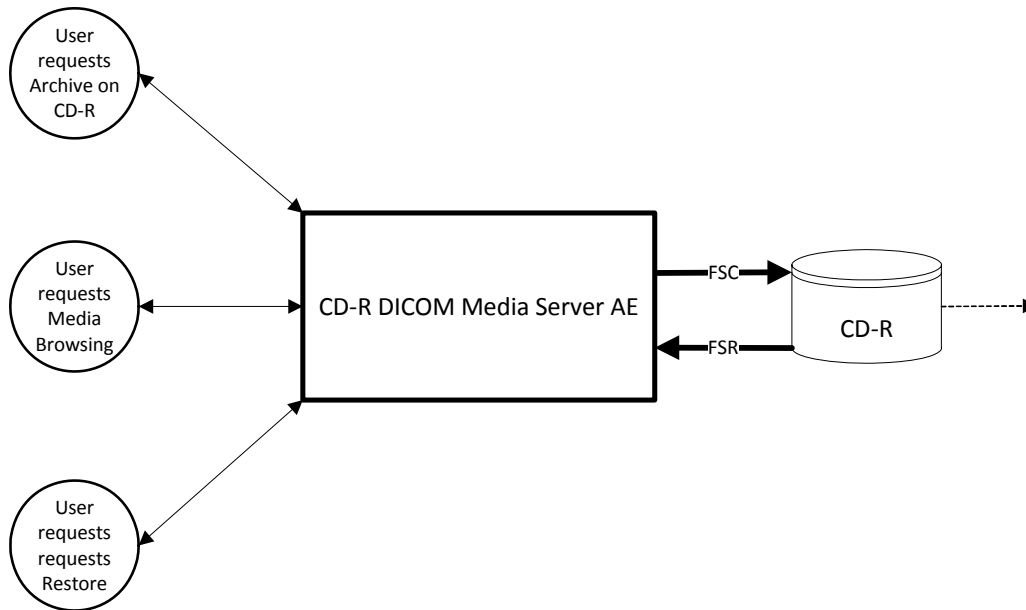 User
requests
Archive on
CD-R
User
requests
Media
Browsing
User
requests
requests
Restore
CD-R DICOM Media Server AE
FSC
FSR
CD-R